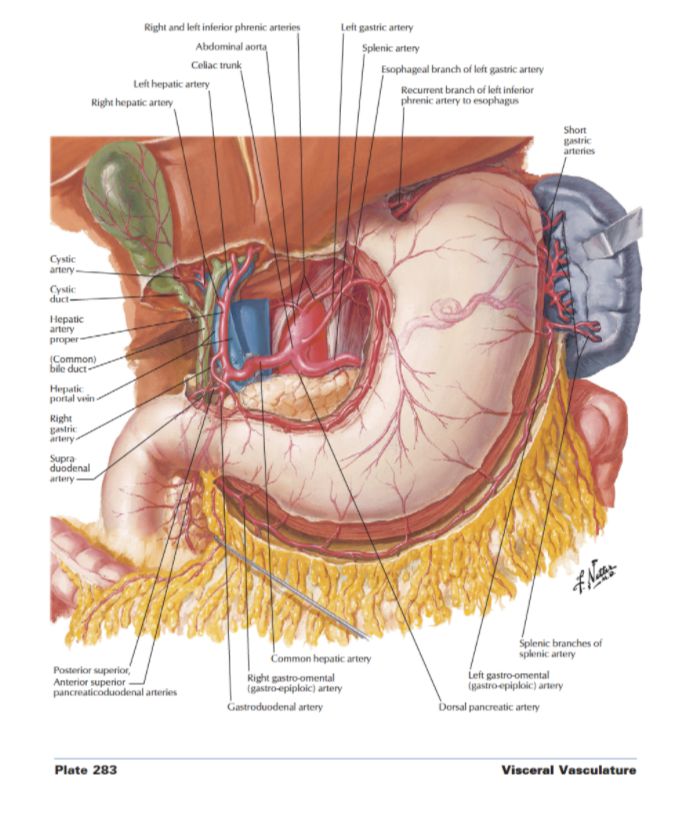 Right and left inferior phrenic arteries
Left gastric artery
Abdominal aorta
Splenic artery
Celiac trunk
Esophageal branch of left gastric artery
Left hepatic artery
Recurrent branch of left inferior
phrenic artery to esophagus
Right hepatic artery
Short
gastric
arteries
Cystic
artery
Cystic
duct
Hepatic
artery
proper
(Common)
bile duct
Hepatic
portal vein
Right
gastric
artery
Supra-
duodenal
artery
F. Netter
M.D.
Splenic branches of
splenic artery
Common hepatic artery
Posterior superior,
Anterior superior
pancreaticoduodenal arteries
Right gastro-omental
(gastro-epiploic) artery
Left gastro-omental
(gastro-epiploic) artery
Gastroduodenal artery
Dorsal pancreatic artery
Plate 283
Visceral Vasculature